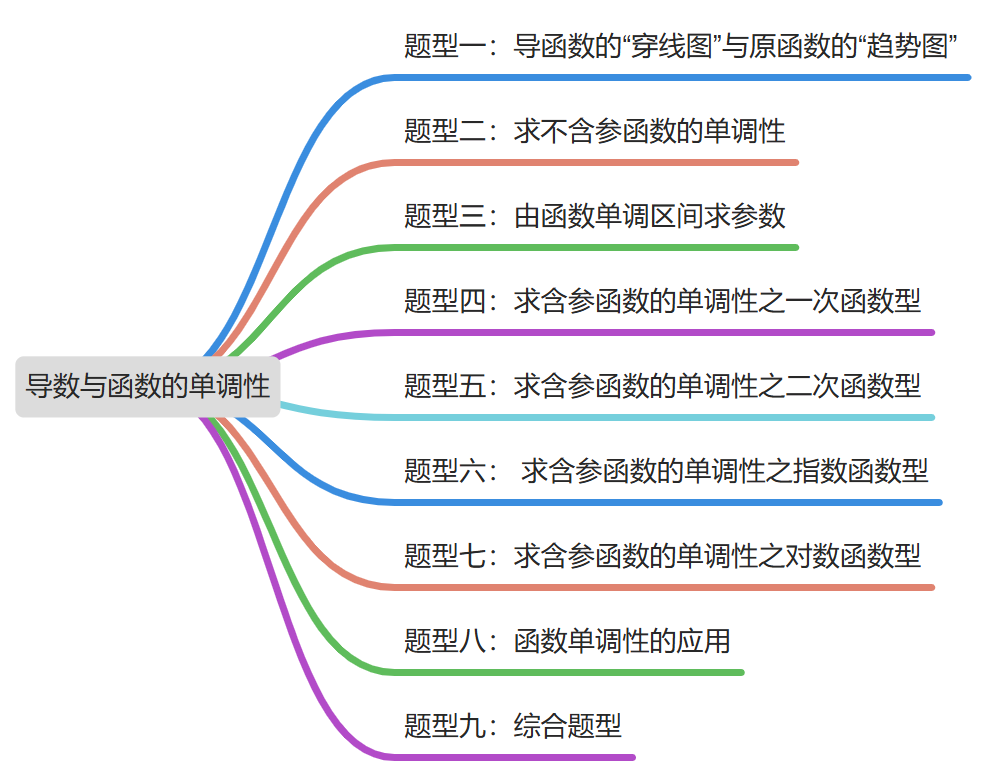 题型一：导函数的“穿线图”与原函数的“趋势图”
题型二：求不含参函数的单调性
题型三：由函数单调区间求参数
题型四：求含参函数的单调性之一次函数型
导数与函数的单调性
题型五：求含参函数的单调性之二次函数型
题型六： 求含参函数的单调性之指数函数型
题型七：求含参函数的单调性之对数函数型
题型八：函数单调性的应用
题型九：综合题型